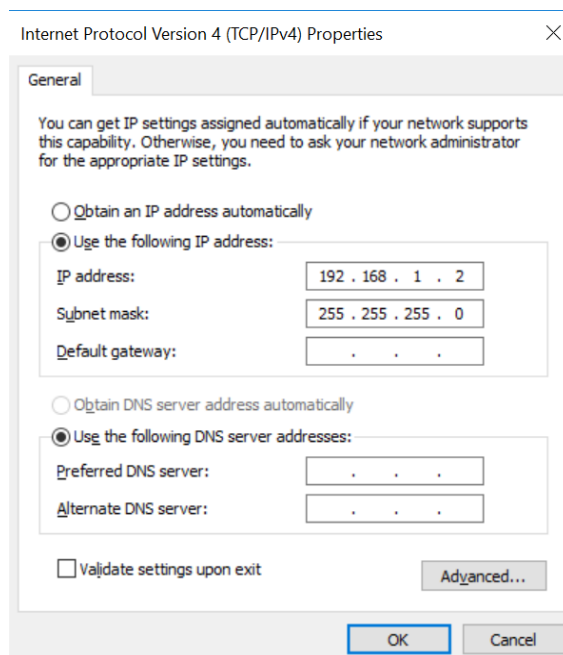 Internet Protocol Version 4 (TCP/IPv4) Properties
General
You can get IP settings assigned automatically if your network supports
this capability. Otherwise, you need to ask your network administrator
for the appropriate IP settings.
Obtain an IP address automatically
Use the following IP address:
IP address: 192 . 168 . 1 . 2
Subnet mask: 255 . 255 . 255 . 0
Default gateway: . . .
Obtain DNS server address automatically
Use the following DNS server addresses:
Preferred DNS server: . . .
Alternate DNS server: . . .
Validate settings upon exit
Advanced...
OK Cancel